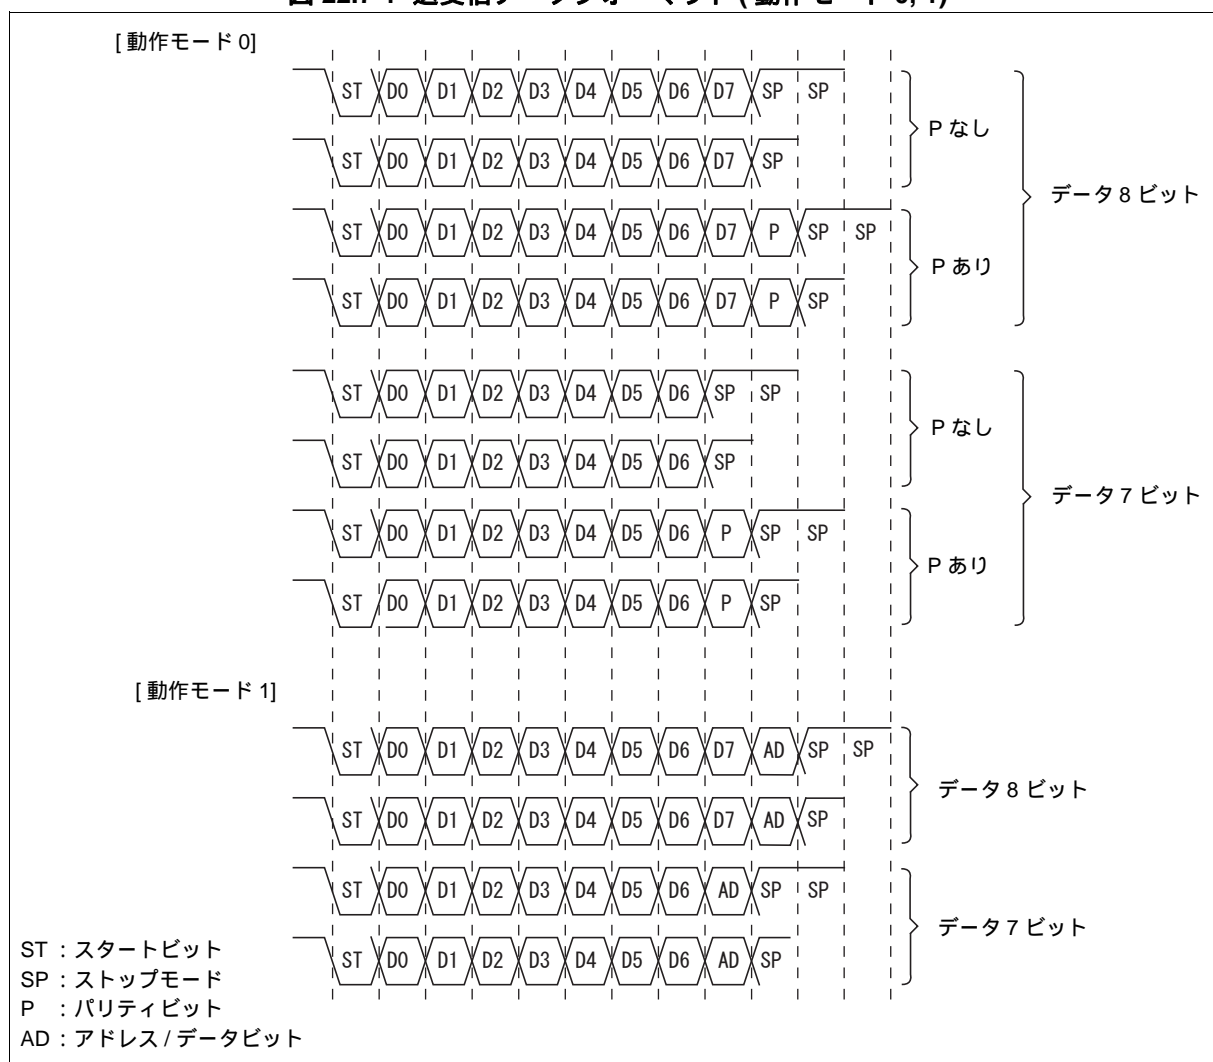 [動作モード 0]
ST D0 D1 D2 D3 D4 D5 D6 D7 SP SP
P なし
ST D0 D1 D2 D3 D4 D5 D6 D7 SP
データ 8 ビット
ST D0 D1 D2 D3 D4 D5 D6 D7 P SP SP
P あり
ST D0 D1 D2 D3 D4 D5 D6 D7 P SP
ST D0 D1 D2 D3 D4 D5 D6 SP SP
P なし
ST D0 D1 D2 D3 D4 D5 D6 SP
データ 7 ビット
ST D0 D1 D2 D3 D4 D5 D6 P SP SP
P あり
ST D0 D1 D2 D3 D4 D5 D6 P SP
[動作モード 1]
ST D0 D1 D2 D3 D4 D5 D6 D7 AD SP SP
データ 8 ビット
ST D0 D1 D2 D3 D4 D5 D6 D7 AD SP
ST D0 D1 D2 D3 D4 D5 D6 AD SP SP
データ 7 ビット
ST D0 D1 D2 D3 D4 D5 D6 AD SP
ST : スタートビット
SP : ストップモード
P : パリティビット
AD : アドレス / データビット